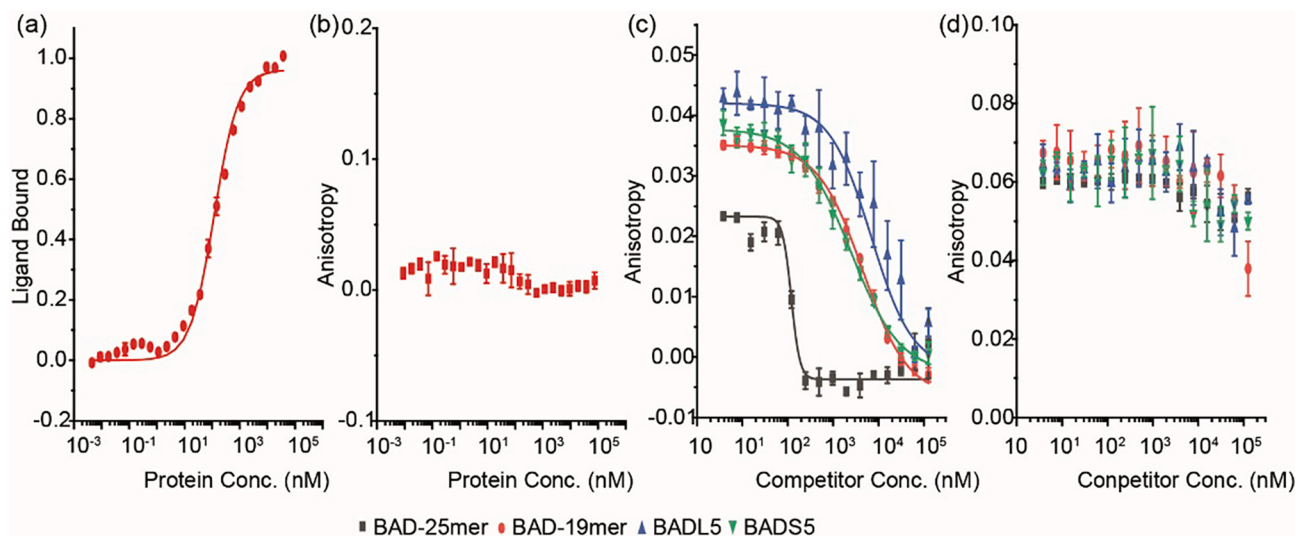 (a)
Ligand Bound
1.0
0.8
0.6
0.4
0.2
0.0
-0.2
10-3 10-1 101 103 105
Protein Conc. (nM)
(b)
Anisotropy
0.2
0.1
0.0
-0.1
10-3 10-1 101 103 105
Protein Conc. (nM)
(c)
Anisotropy
0.05
0.04
0.03
0.02
0.01
0.00
-0.01
10 101 102 103 104 105
Competitor Conc. (nM)
(d)
Anisotropy
0.10
0.08
0.06
0.04
0.02
0.00
10 101 102 103 104 105
Conpetitor Conc. (nM)
BAD-25mer BAD-19mer BADL5 BADS5